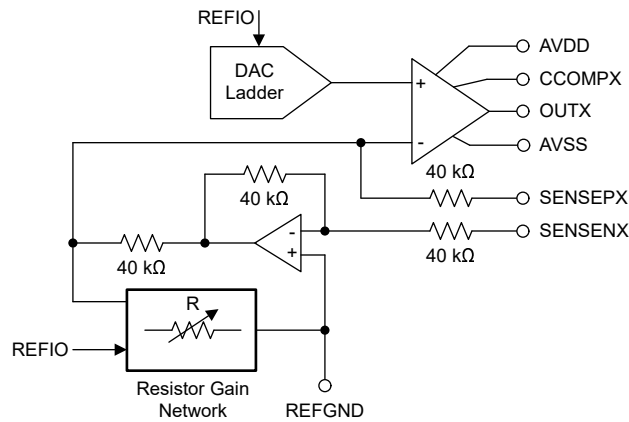 REFIO
DAC
Ladder
+
-
AVDD
CCOMPX
OUTX
AVSS
40 kΩ
SENSEPX
40 kΩ
-
+
SENSENX
40 kΩ
40 kΩ
R
REFIO
Resistor Gain
Network
REFGND